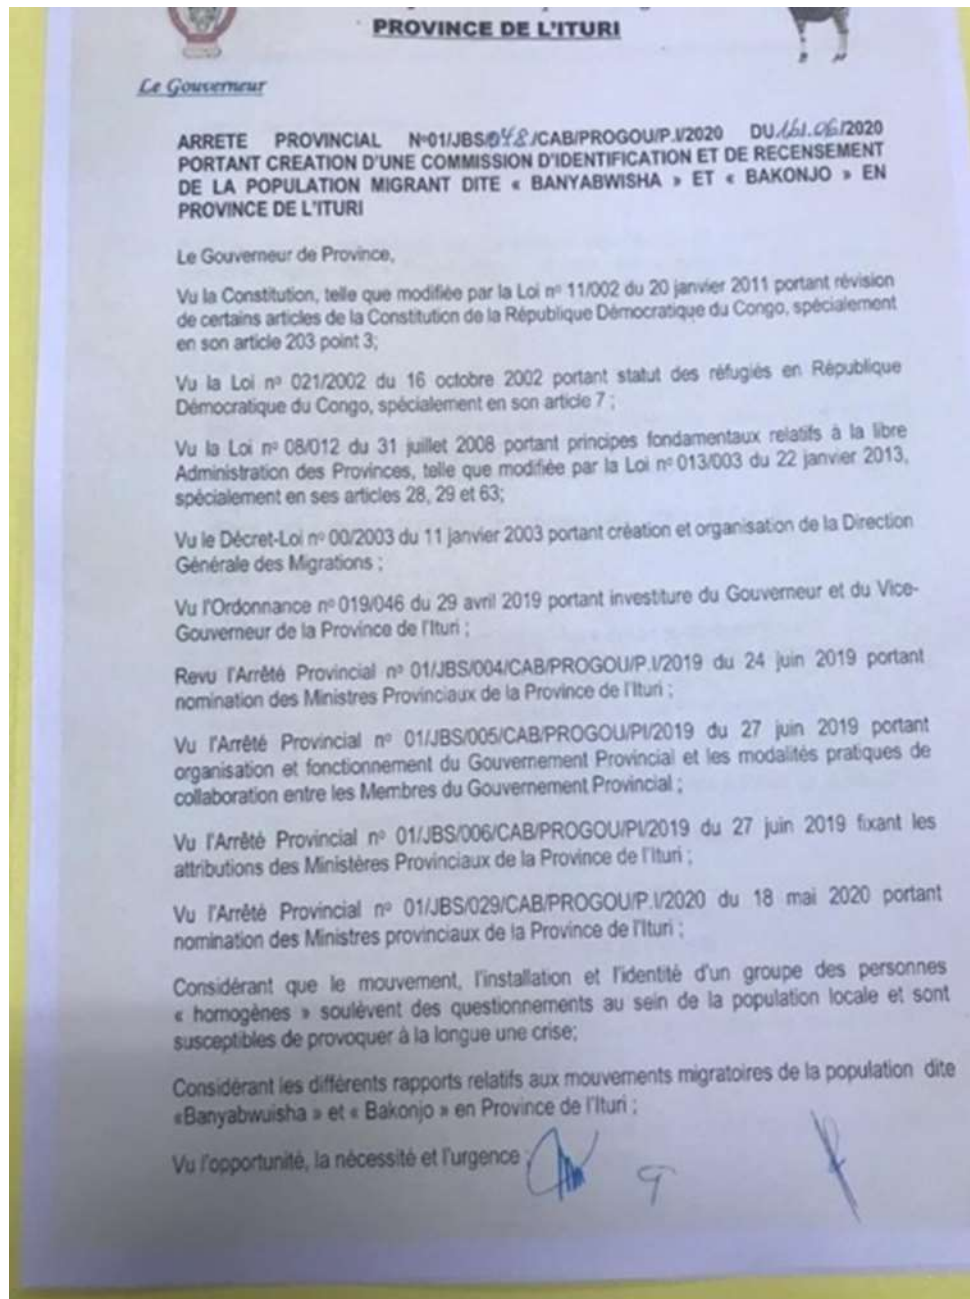 PROVINCE DE L'ITURI
Le Gouverneur
ARRETE PROVINCIAL N°01/JBS/048/CAB/PROGOU/P.I/2020 DU 16/.06/2020
PORTANT CREATION D'UNE COMMISSION D'IDENTIFICATION ET DE RECENSEMENT
DE LA POPULATION MIGRANT DITE « BANYABWISHA » ET « BAKONJO » EN
PROVINCE DE L'ITURI
Le Gouverneur de Province,
Vu la Constitution, telle que modifiée par la Loi n° 11/002 du 20 janvier 2011 portant révision
de certains articles de la Constitution de la République Démocratique du Congo, spécialement
en son article 203 point 3;
Vu la Loi n° 021/2002 du 16 octobre 2002 portant statut des réfugiés en République
Démocratique du Congo, spécialement en son article 7 ;
Vu la Loi n° 08/012 du 31 juillet 2008 portant principes fondamentaux relatifs à la libre
Administration des Provinces, telle que modifiée par la Loi n° 013/003 du 22 janvier 2013,
spécialement en ses articles 28, 29 et 63;
Vu le Décret-Loi n° 00/2003 du 11 janvier 2003 portant création et organisation de la Direction
Générale des Migrations ;
Vu l'Ordonnance n° 019/046 du 29 avril 2019 portant investiture du Gouverneur et du Vice-
Gouverneur de la Province de l'Ituri ;
Revu l'Arrêté Provincial n° 01/JBS/004/CAB/PROGOU/P.I/2019 du 24 juin 2019 portant
nomination des Ministres Provinciaux de la Province de l'Ituri ;
Vu l'Arrêté Provincial n° 01/JBS/005/CAB/PROGOU/PI/2019 du 27 juin 2019 portant
organisation et fonctionnement du Gouvernement Provincial et les modalités pratiques de
collaboration entre les Membres du Gouvernement Provincial ;
Vu l'Arrêté Provincial n° 01/JBS/006/CAB/PROGOU/PI/2019 du 27 juin 2019 fixant les
attributions des Ministères Provinciaux de la Province de l'Ituri ;
Vu l'Arrêté Provincial n° 01/JBS/029/CAB/PROGOU/P.I/2020 du 18 mai 2020 portant
nomination des Ministres provinciaux de la Province de l'Ituri ;
Considérant que le mouvement, l'installation et l'identité d'un groupe des personnes
« homogènes » soulèvent des questionnements au sein de la population locale et sont
susceptibles de provoquer à la longue une crise;
Considérant les différents rapports relatifs aux mouvements migratoires de la population dite
«Banyabwuisha » et « Bakonjo » en Province de l'Ituri ;
Vu l'opportunité, la nécessité et l'urgence ;